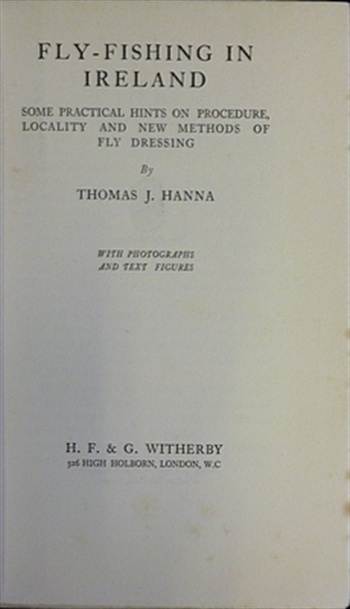 FLY-FISHING IN
IRELAND
SOME PRACTICAL HINTS ON PROCEDURE,
LOCALITY AND NEW METHODS OF
FLY DRESSING
By
THOMAS J. HANNA
WITH PHOTOGRAPHS
AND TEXT FIGURES
H. F. & G. WITHERBY
326 HIGH HOLBORN, LONDON, W.C